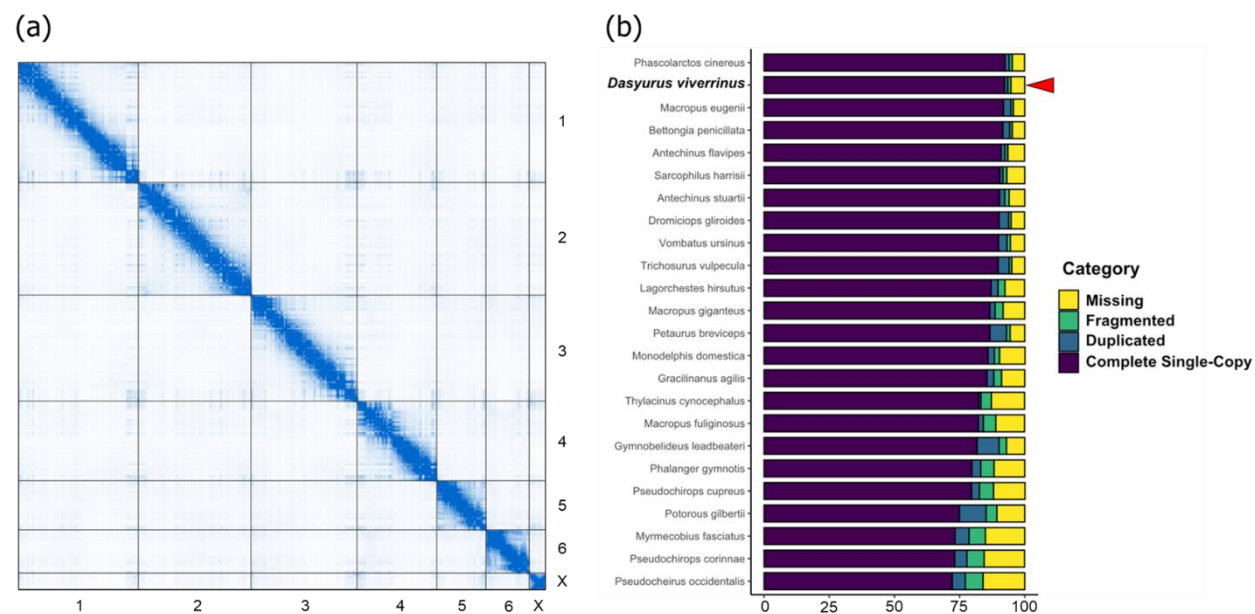 (a)
1
2
3
4
5
6
X
1 2 3 4 5 6 X
(b)
Phascolarctos cinereus
Dasyurus viverrinus
Macropus eugenii
Bettongia penicillata
Antechinus flavipes
Sarcophilus harrisii
Antechinus stuartii
Dromiciops gliroides
Vombatus ursinus
Trichosurus vulpecula
Lagorchestes hirsutus
Macropus giganteus
Petaurus breviceps
Monodelphis domestica
Gracilinanus agilis
Thylacinus cynocephalus
Macropus fuliginosus
Gymnobelideus leadbeateri
Phalanger gymnotis
Pseudochirops cupreus
Potorous gilbertii
Myrmecobius fasciatus
Pseudochirops corinnae
Pseudocheirus occidentalis
0 25 50 75 100
Category
Missing
Fragmented
Duplicated
Complete Single-Copy